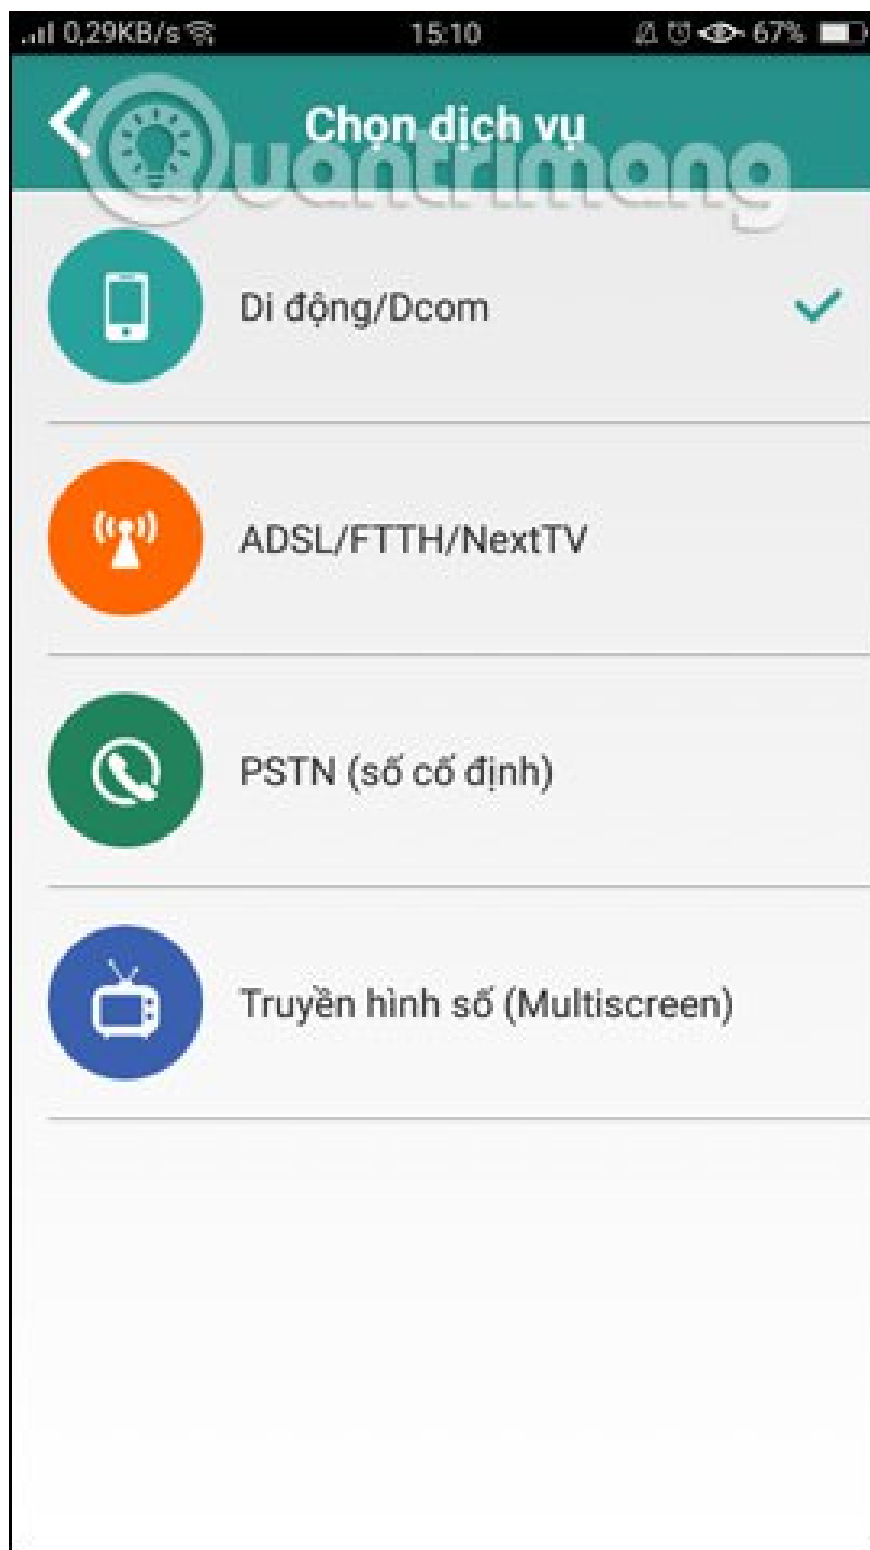 0,29KB/s 15:10 67%
Chọn dịch vụ
Quantrimang
Di động/Dcom
ADSL/FTTH/NextTV
PSTN (số cố định)
Truyền hình số (Multiscreen)